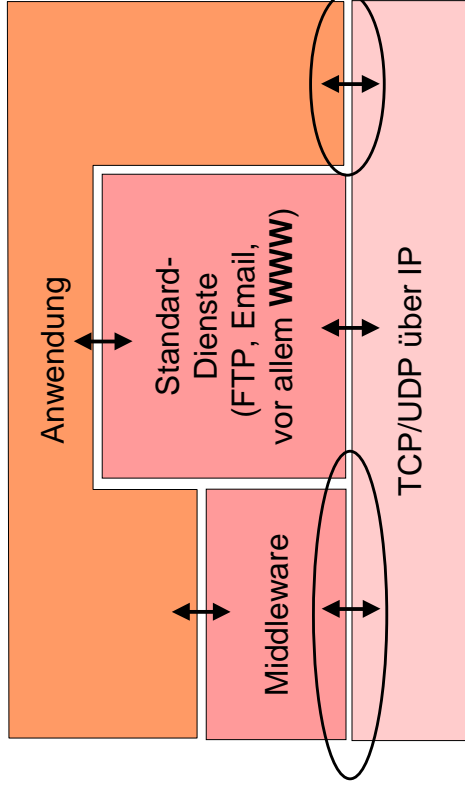 Anwendung
Standard-
Dienste
(FTP, Email,
vor allem WWW)
Middleware
TCP/UDP über IP